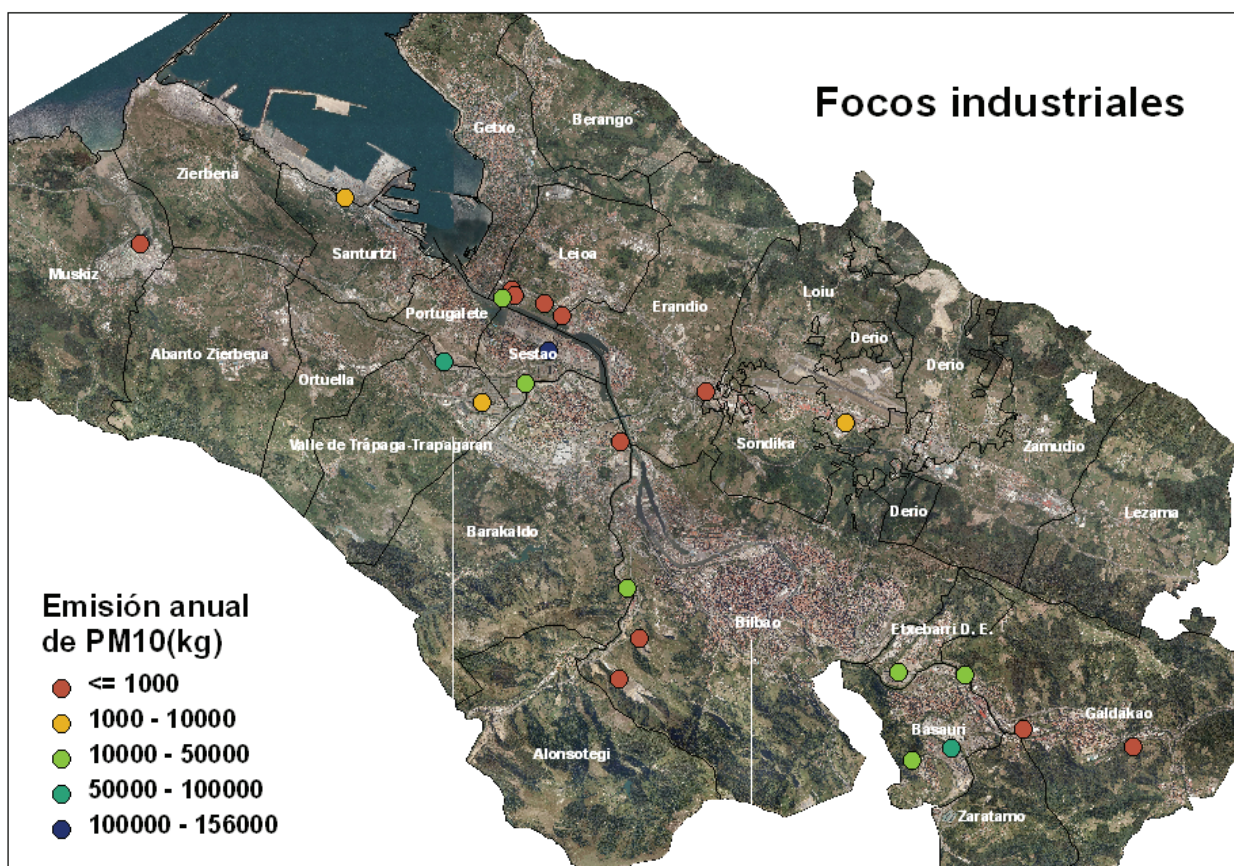 Focos industriales
Berango
Getxo
Zierbena
Santurtzi
Leioa
Muskiz
Loiu
Erandio
Portugalete
Derio
Abanto Zierbena
Sestao
Derio
Ortuella
Valle de Trápaga-Trapagaran
Sondika
Zamudio
Derio
Lezama
Barakaldo
Emisión anual
de PM10(kg)
<= 1000
1000 - 10000
10000 - 50000
50000 - 100000
100000 - 156000
Bilbao
Etxebarri D. E.
Galdakao
Basauri
Alonsotegi
Zaratamo